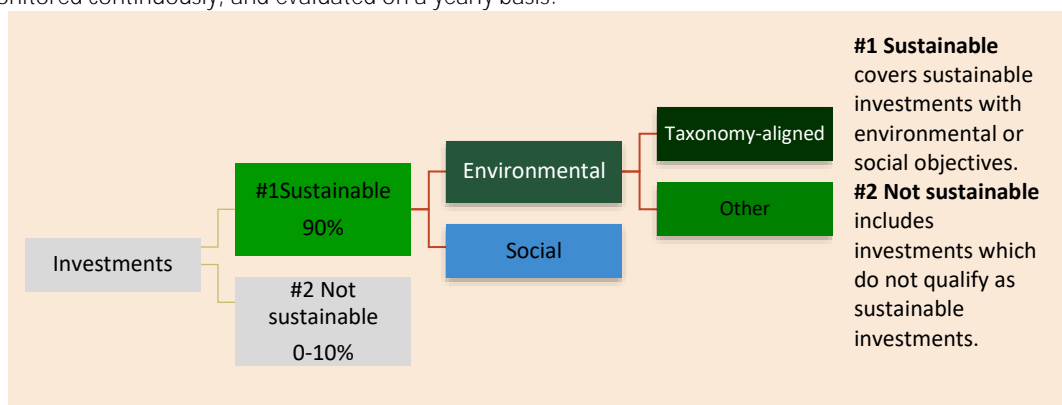 continuously, and evaluated on a yearly basis.
Investments
#1Sustainable
90%
#2 Not
sustainable
0-10%
Environmental
Social
Taxonomy-aligned
Other
#1 Sustainable
covers sustainable
investments with
environmental or
social objectives.
#2 Not sustainable
includes
investments which
do not qualify as
sustainable
investments.